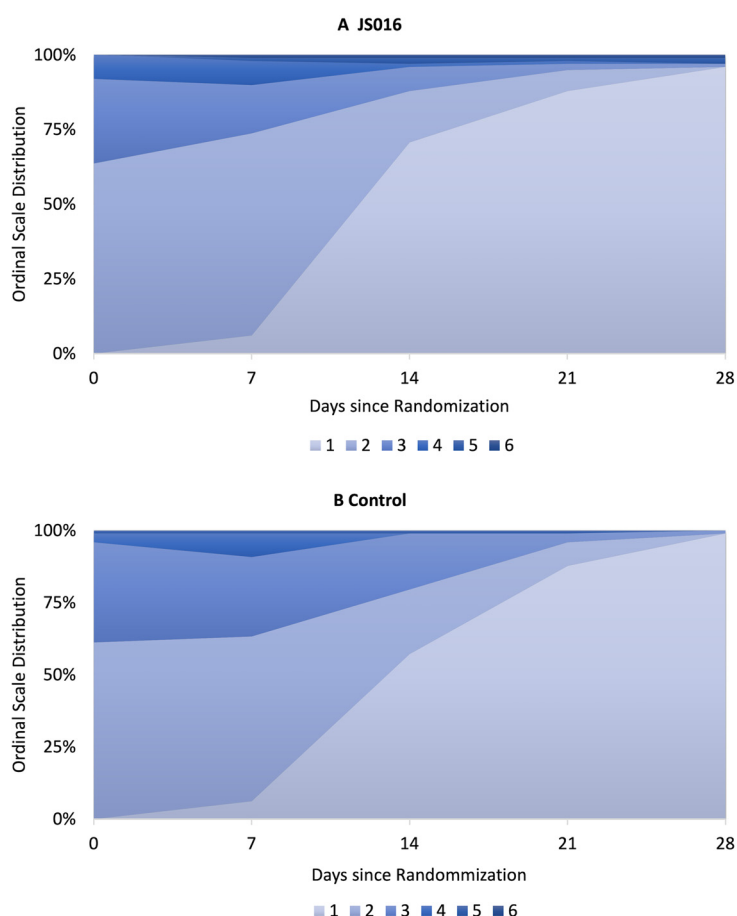 A JS016
100%
75%
50%
25%
0%
Ordinal Scale Distribution
0 7 14 21 28
Days since Randomization
1 2 3 4 5 6
B Control
100%
75%
50%
25%
0%
Ordinal Scale Distribution
0 7 14 21 28
Days since Randommization
1 2 3 4 5 6